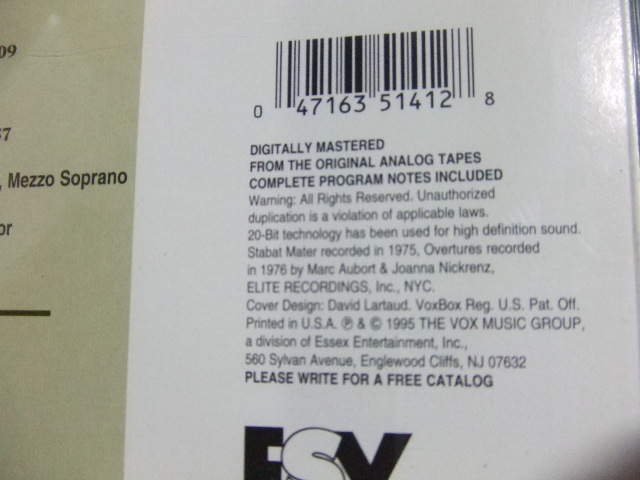 09
37
, Mezzo Soprano
or
0 47163 51412 8
DIGITALLY MASTERED
FROM THE ORIGINAL ANALOG TAPES
COMPLETE PROGRAM NOTES INCLUDED
Warning: All Rights Reserved. Unauthorized
duplication is a violation of applicable laws.
20-Bit technology has been used for high definition sound.
Stabat Mater recorded in 1975, Overtures recorded
in 1976 by Marc Aubort & Joanna Nickrenz,
ELITE RECORDINGS, Inc., NYC.
Cover Design: David Lartaud. VoxBox Reg. U.S. Pat. Off.
Printed in U.S.A. ℗ & © 1995 THE VOX MUSIC GROUP,
a division of Essex Entertainment, Inc.,
560 Sylvan Avenue, Englewood Cliffs, NJ 07632
PLEASE WRITE FOR A FREE CATALOG